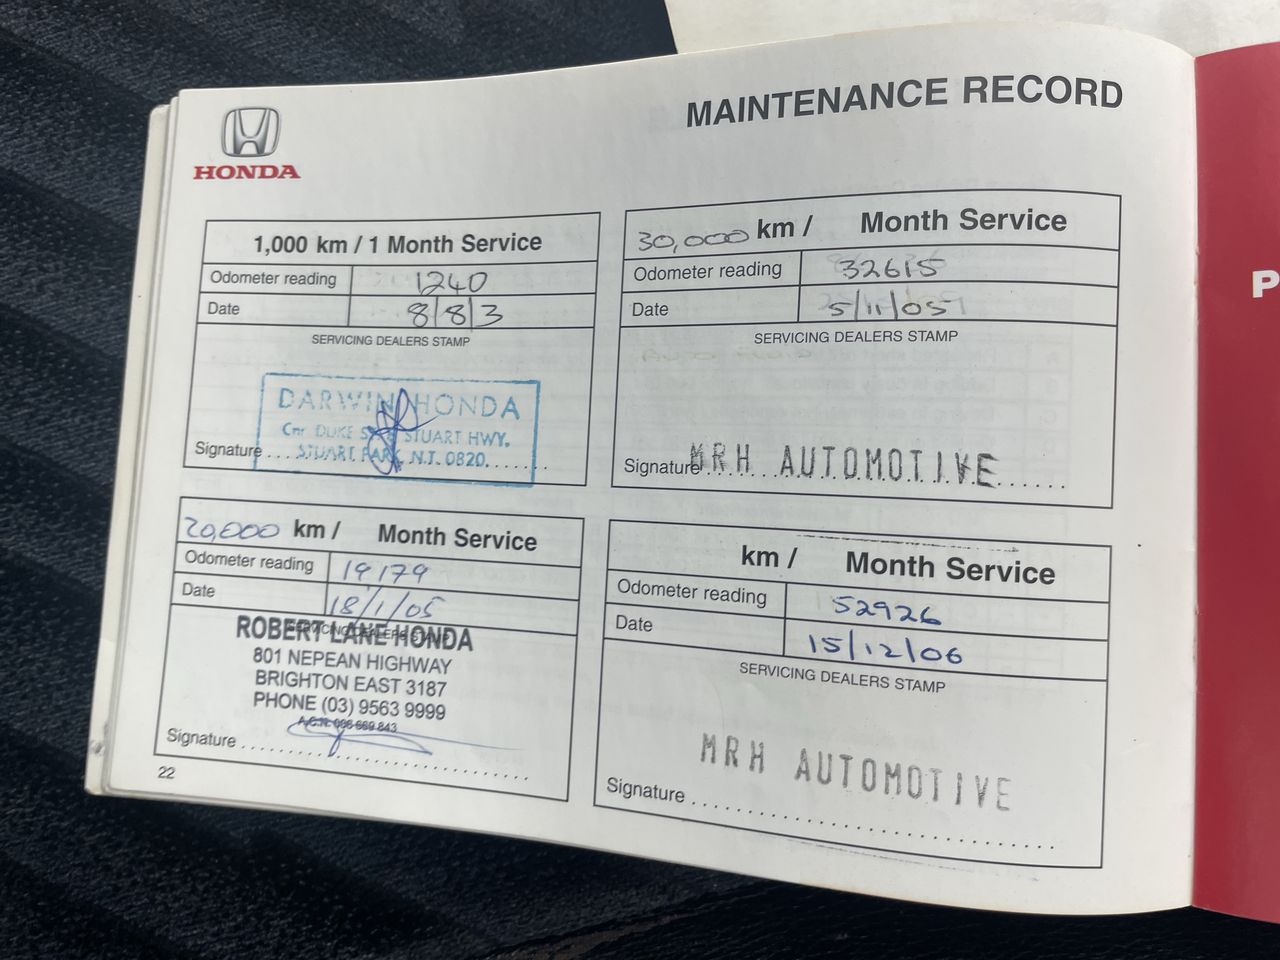 MAINTENANCE RECORD
HONDA
1,000 km / 1 Month Service
Odometer reading 1240
Date 8/8/3
SERVICING DEALERS STAMP
DARWIN HONDA
Cnr DUKE ST & STUART HWY.
STUART PARK N.T. 0820.
Signature
30,000 km / Month Service
Odometer reading 32615
Date 5/11/05
SERVICING DEALERS STAMP
Signature MRH AUTOMOTIVE
20,000 km / Month Service
Odometer reading 19179
Date 18/1/05
SERVICING DEALERS STAMP
ROBERT LANE HONDA
801 NEPEAN HIGHWAY
BRIGHTON EAST 3187
PHONE (03) 9563 9999
Signature
22
km / Month Service
Odometer reading 52926
Date 15/12/06
SERVICING DEALERS STAMP
MRH AUTOMOTIVE
Signature
P